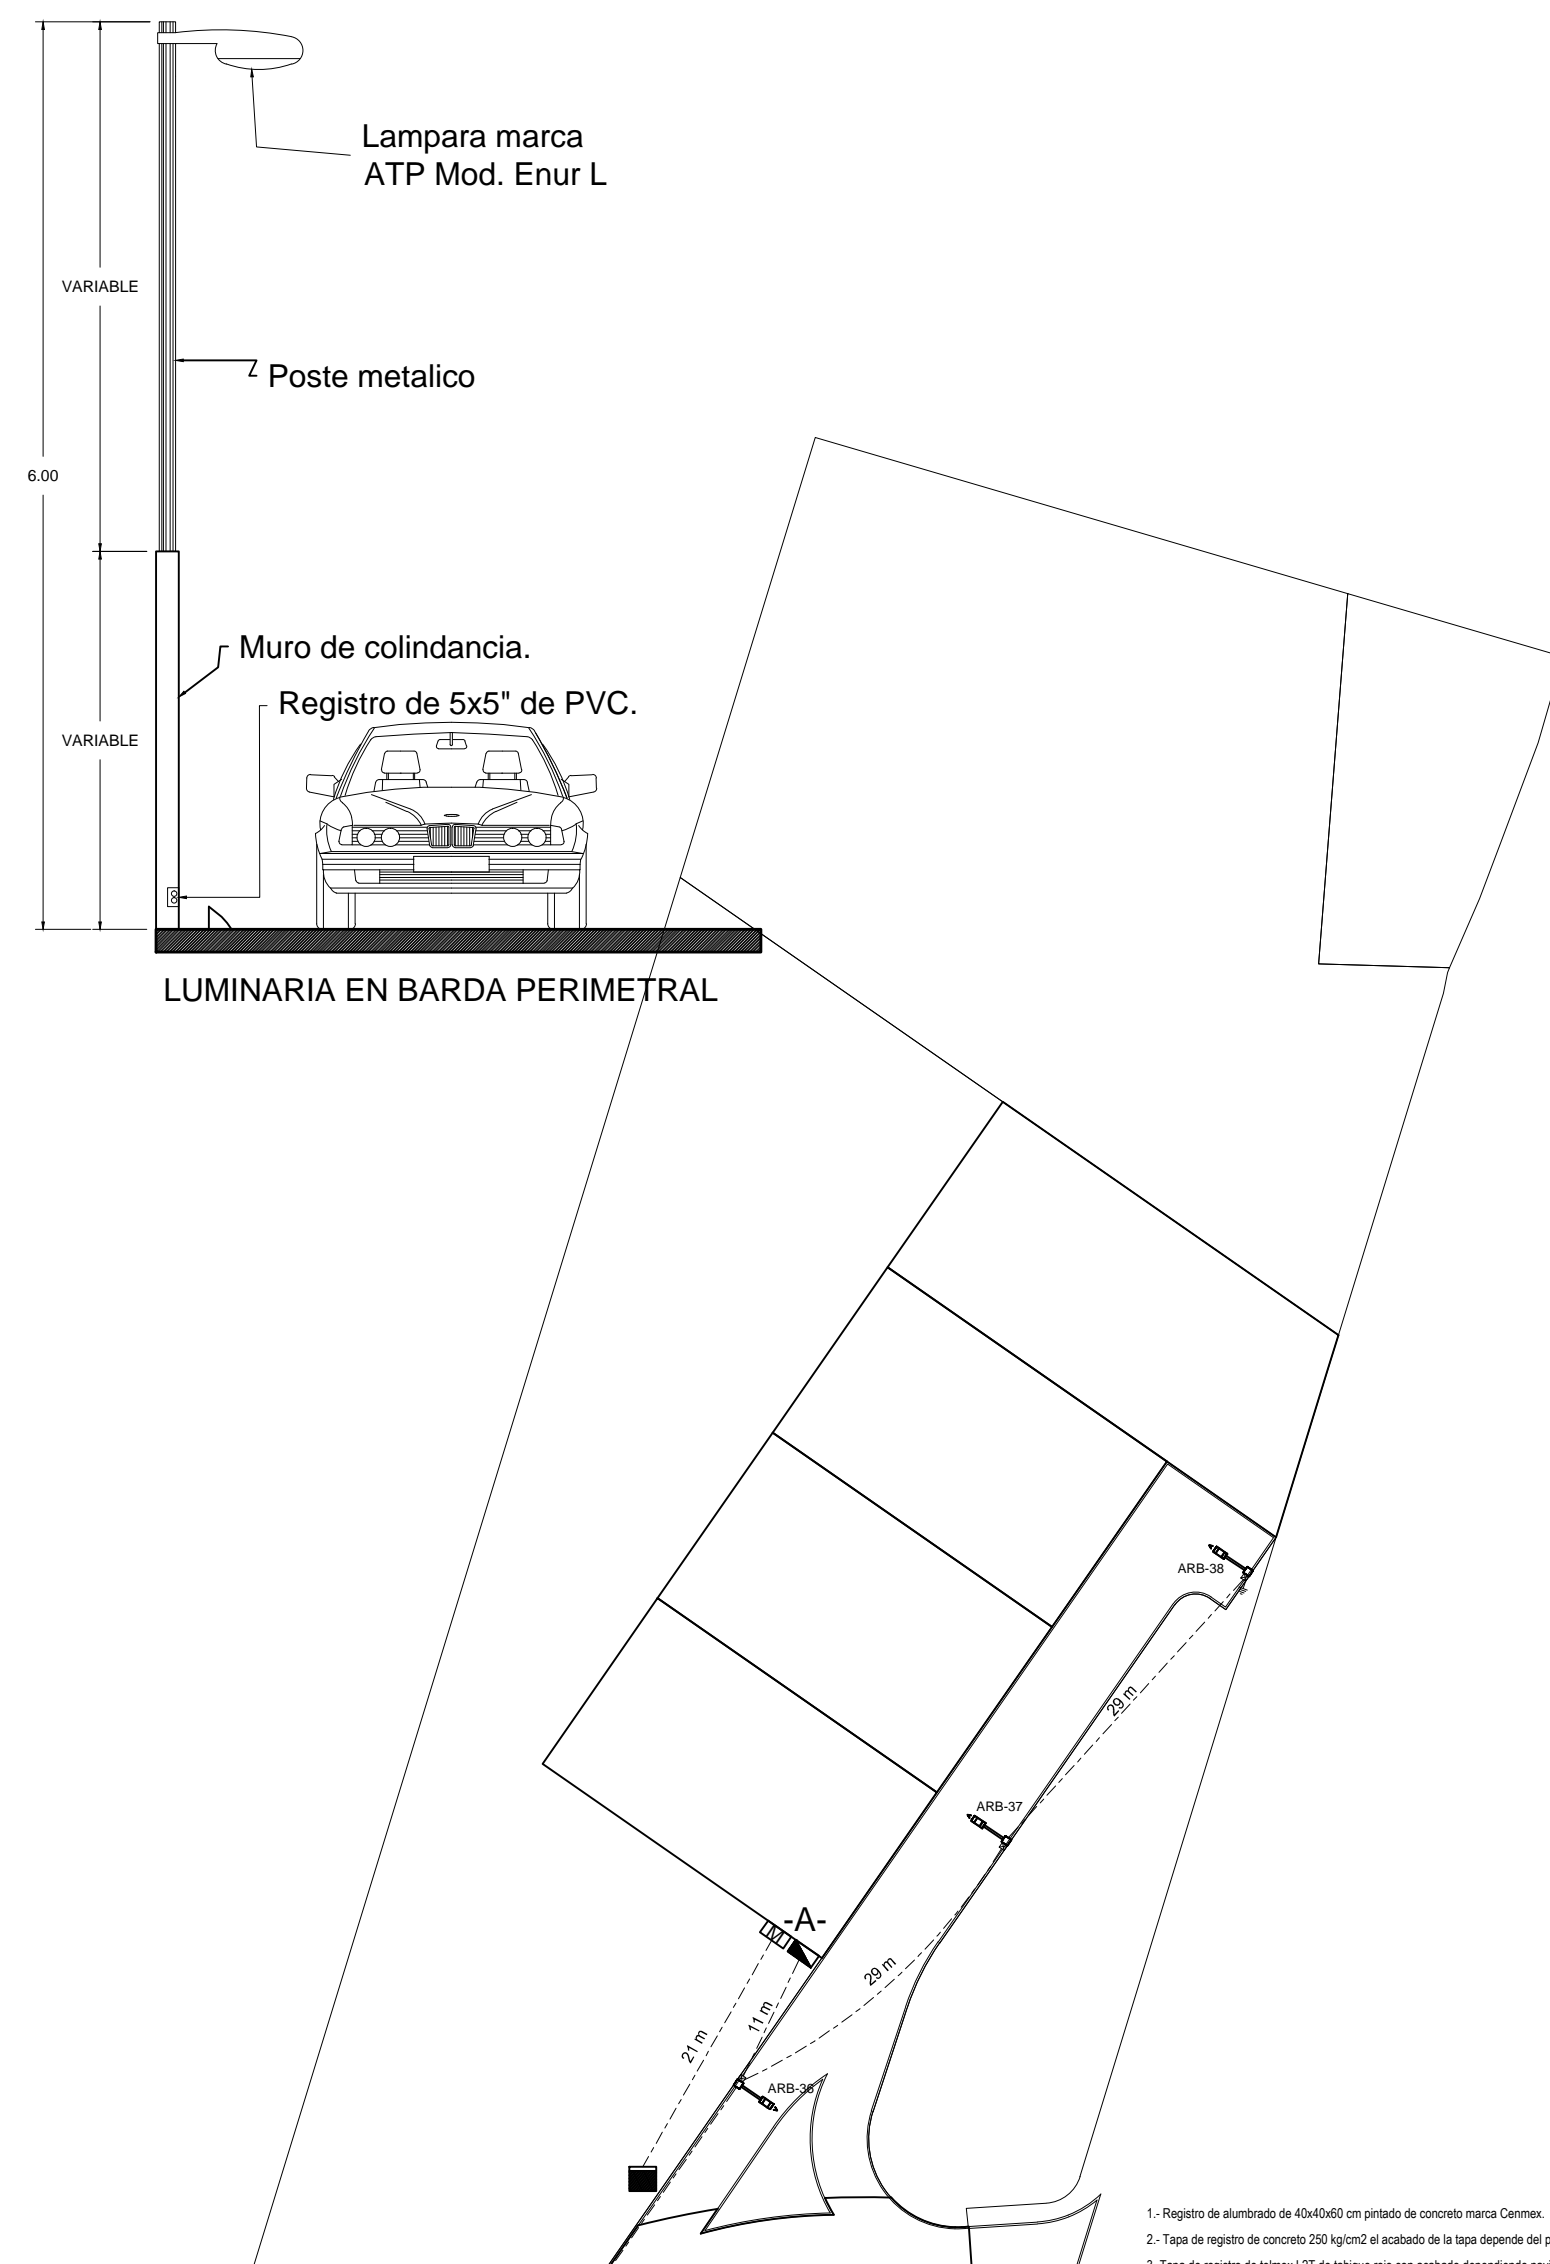 Lampara marca
ATP Mod. Enur L
VARIABLE
Poste metalico
6.00
Muro de colindancia.
Registro de 5x5" de PVC.
VARIABLE
LUMINARIA EN BARDA PERIMETRAL
ARB-38
29 m
ARB-37
-A-
M
29 m
11 m
21 m
ARB-36
1.- Registro de alumbrado de 40x40x60 cm pintado de concreto marca Cenmex.
2.- Tapa de registro de concreto 250 kg/cm2 el acabado de la tapa depende del p